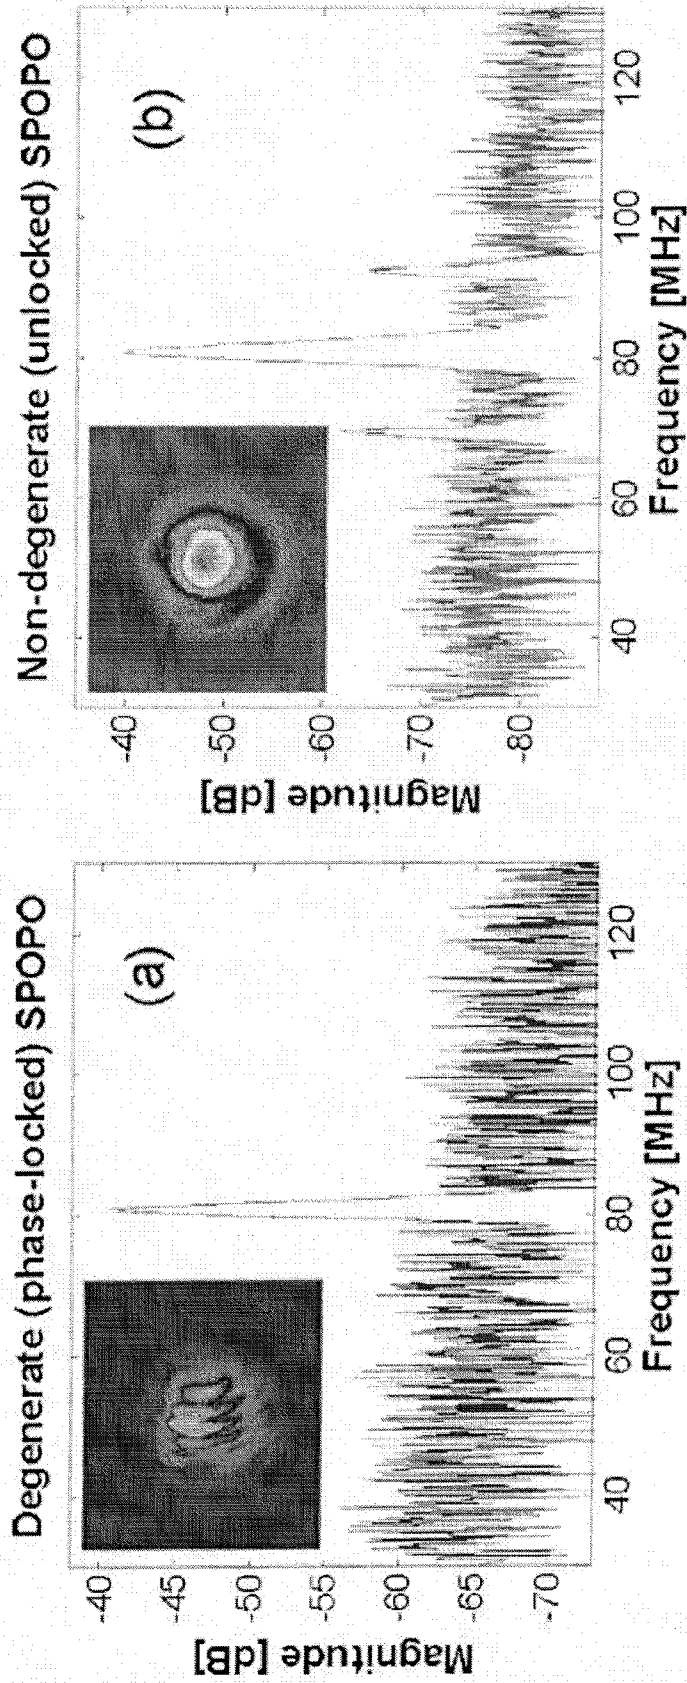 Degenerate (phase-locked) SPOPO
(a)
Magnitude [dB]
-40
-45
-50
-55
-60
-65
-70
40
60
80
100
120
Frequency [MHz]
Non-degenerate (unlocked) SPOPO
(b)
Magnitude [dB]
-40
-50
-60
-70
-80
40
60
80
100
120
Frequency [MHz]